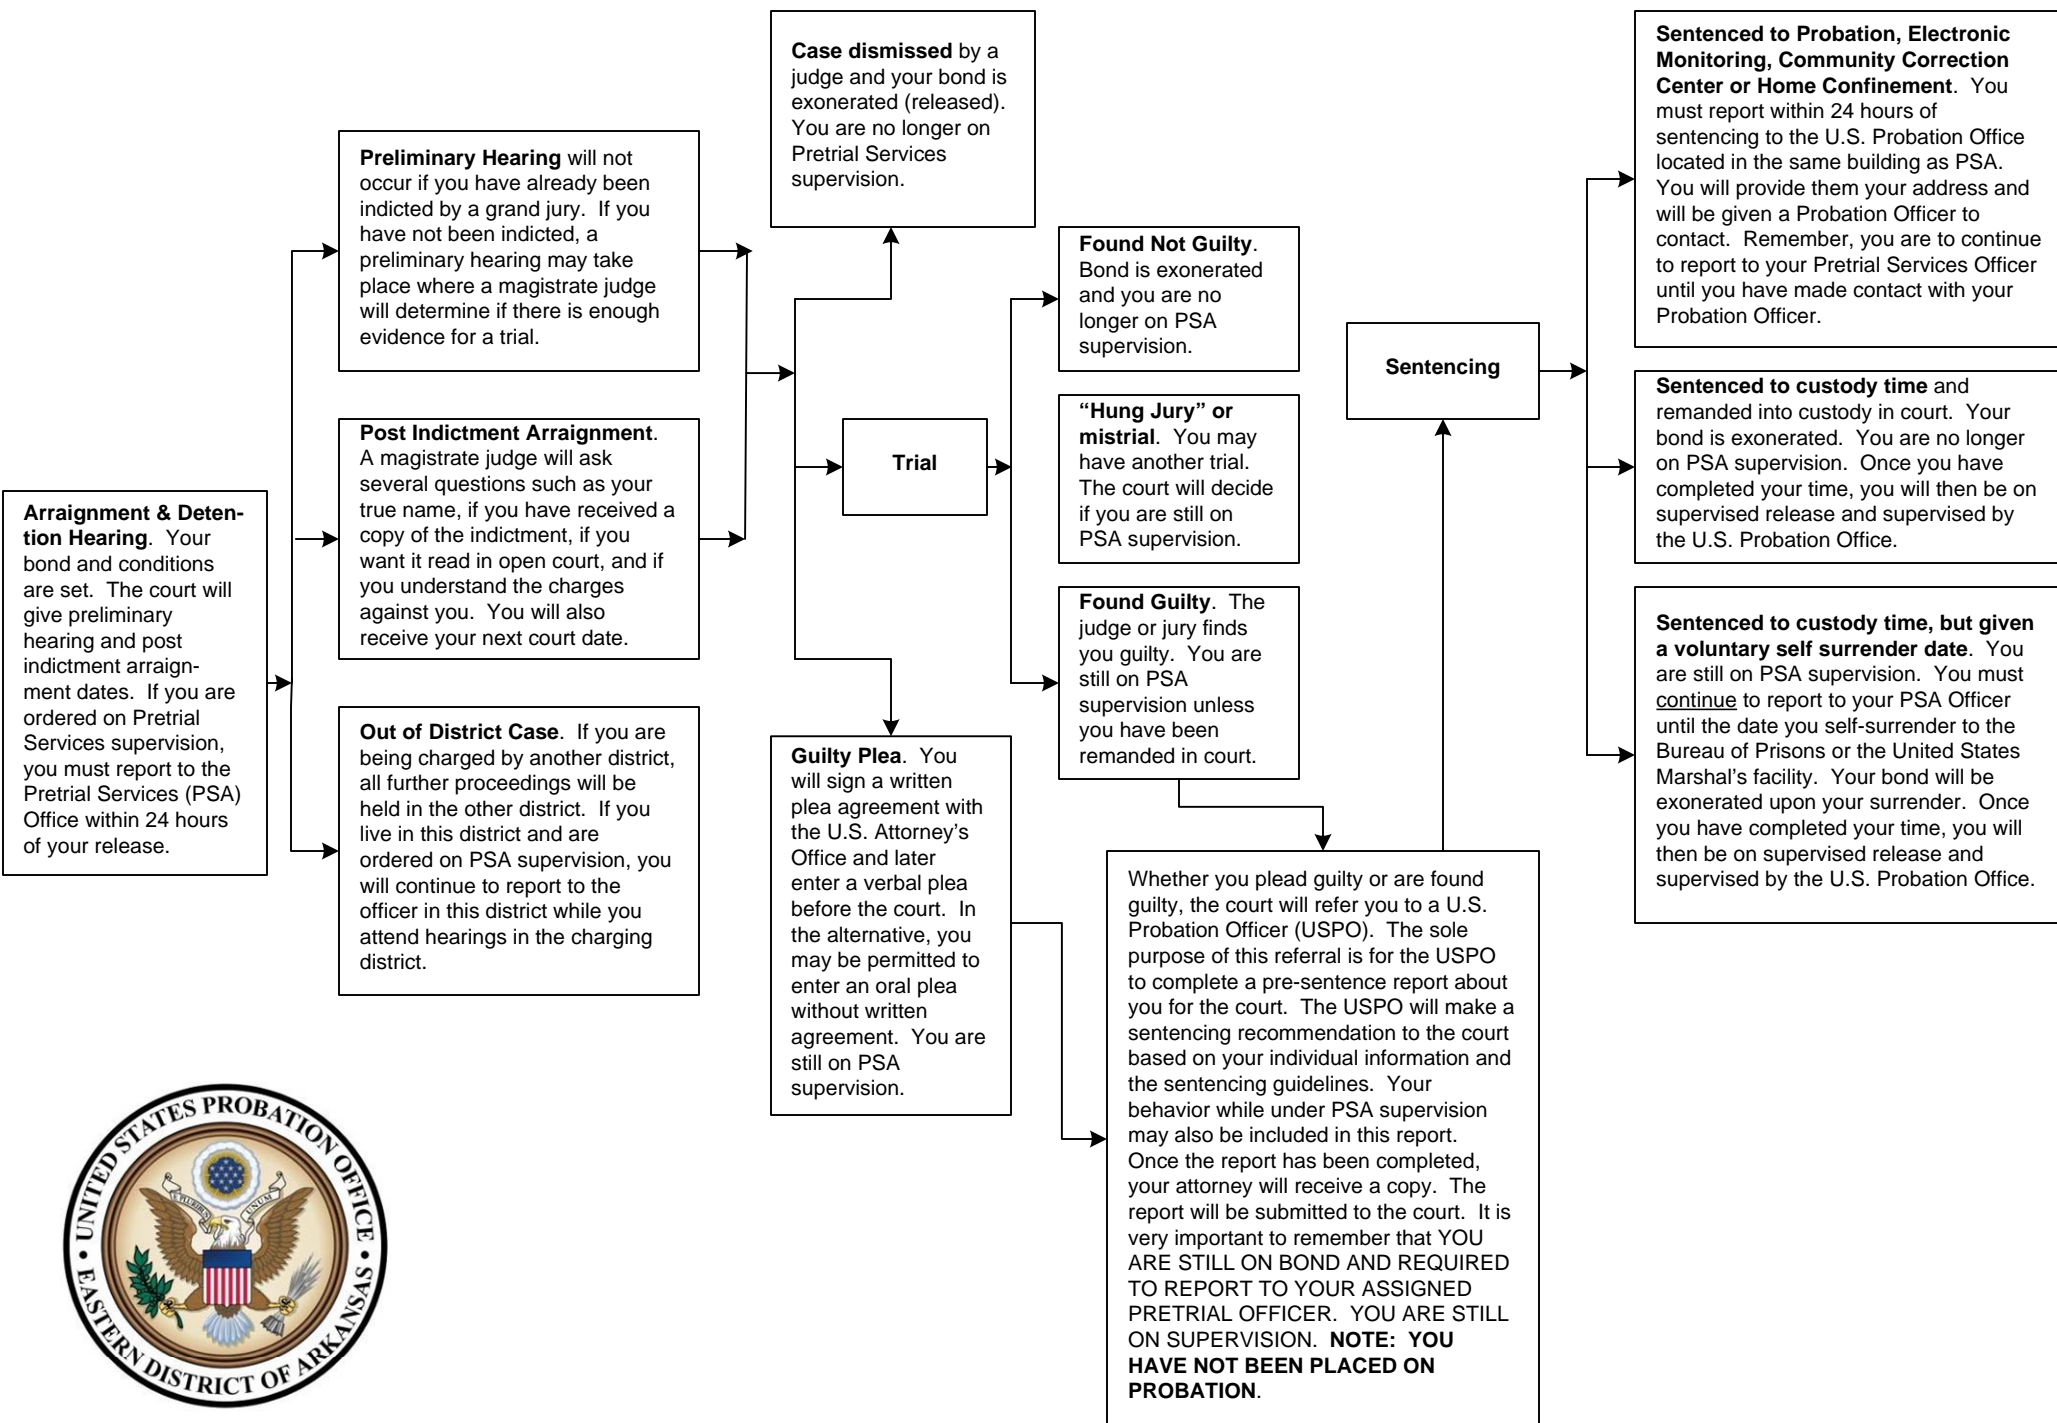 Arraignment & Deten-
tion Hearing. Your
bond and conditions
are set. The court will
give preliminary
hearing and post
indictment arraign-
ment dates. If you are
ordered on Pretrial
Services supervision,
you must report to the
Pretrial Services (PSA)
Office within 24 hours
of your release.
Preliminary Hearing will not
occur if you have already been
indicted by a grand jury. If you
have not been indicted, a
preliminary hearing may take
place where a magistrate judge
will determine if there is enough
evidence for a trial.
Post Indictment Arraignment.
A magistrate judge will ask
several questions such as your
true name, if you have received a
copy of the indictment, if you
want it read in open court, and if
you understand the charges
against you. You will also
receive your next court date.
Out of District Case. If you are
being charged by another district,
all further proceedings will be
held in the other district. If you
live in this district and are
ordered on PSA supervision, you
will continue to report to the
officer in this district while you
attend hearings in the charging
district.
Case dismissed by a
judge and your bond is
exonerated (released).
You are no longer on
Pretrial Services
supervision.
Trial
Guilty Plea. You
will sign a written
plea agreement with
the U.S. Attorney's
Office and later
enter a verbal plea
before the court. In
the alternative, you
may be permitted to
enter an oral plea
without written
agreement. You are
still on PSA
supervision.
Found Not Guilty.
Bond is exonerated
and you are no
longer on PSA
supervision.
“Hung Jury” or
mistrial. You may
have another trial.
The court will decide
if you are still on
PSA supervision.
Found Guilty. The
judge or jury finds
you guilty. You are
still on PSA
supervision unless
you have been
remanded in court.
Whether you plead guilty or are found
guilty, the court will refer you to a U.S.
Probation Officer (USPO). The sole
purpose of this referral is for the USPO
to complete a pre-sentence report about
you for the court. The USPO will make a
sentencing recommendation to the court
based on your individual information and
the sentencing guidelines. Your
behavior while under PSA supervision
may also be included in this report.
Once the report has been completed,
your attorney will receive a copy. The
report will be submitted to the court. It is
very important to remember that YOU
ARE STILL ON BOND AND REQUIRED
TO REPORT TO YOUR ASSIGNED
PRETRIAL OFFICER. YOU ARE STILL
ON SUPERVISION. NOTE: YOU
HAVE NOT BEEN PLACED ON
PROBATION.
Sentencing
Sentenced to Probation, Electronic
Monitoring, Community Correction
Center or Home Confinement. You
must report within 24 hours of
sentencing to the U.S. Probation Office
located in the same building as PSA.
You will provide them your address and
will be given a Probation Officer to
contact. Remember, you are to continue
to report to your Pretrial Services Officer
until you have made contact with your
Probation Officer.
Sentenced to custody time and
remanded into custody in court. Your
bond is exonerated. You are no longer
on PSA supervision. Once you have
completed your time, you will then be on
supervised release and supervised by
the U.S. Probation Office.
Sentenced to custody time, but given
a voluntary self surrender date. You
are still on PSA supervision. You must
continue to report to your PSA Officer
until the date you self-surrender to the
Bureau of Prisons or the United States
Marshal's facility. Your bond will be
exonerated upon your surrender. Once
you have completed your time, you will
then be on supervised release and
supervised by the U.S. Probation Office.
UNITED STATES PROBATION OFFICE
E PLURIBUS UNUM
EASTERN DISTRICT OF ARKANSAS